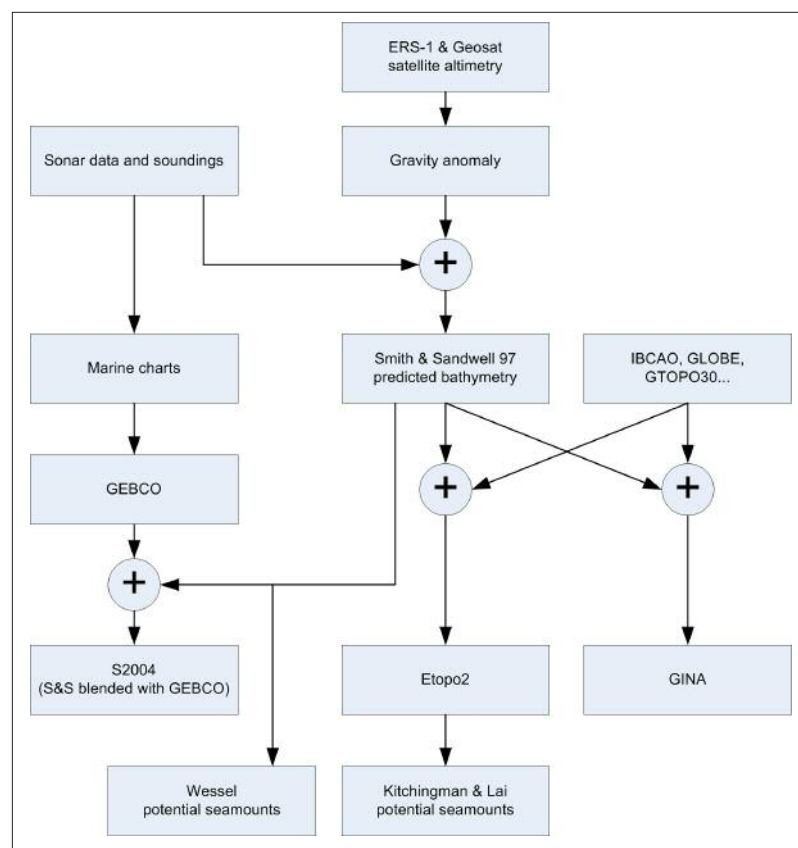 ERS-1 & Geosat
satellite altimetry
Sonar data and soundings
Gravity anomaly
+
Marine charts
Smith & Sandwell 97
predicted bathymetry
IBCAO, GLOBE,
GTOPO30...
GEBCO
+
+
+
S2004
(S&S blended with GEBCO)
Etopo2
GINA
Wessel
potential seamounts
Kitchingman & Lai
potential seamounts